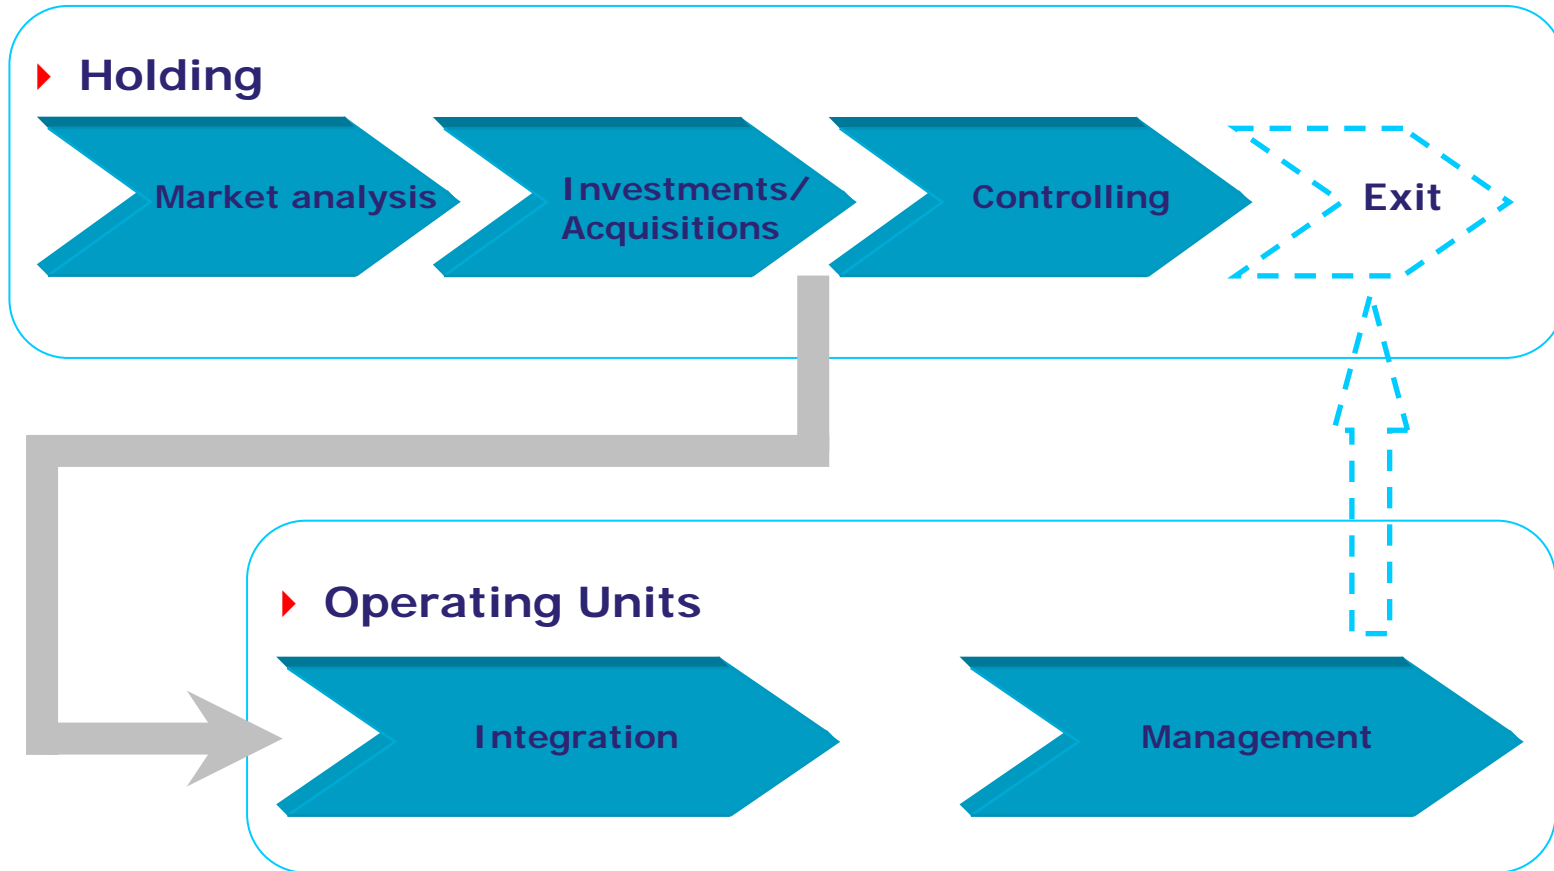 Holding
Market analysis
Investments/
Acquisitions
Controlling
Exit
Operating Units
Integration
Management